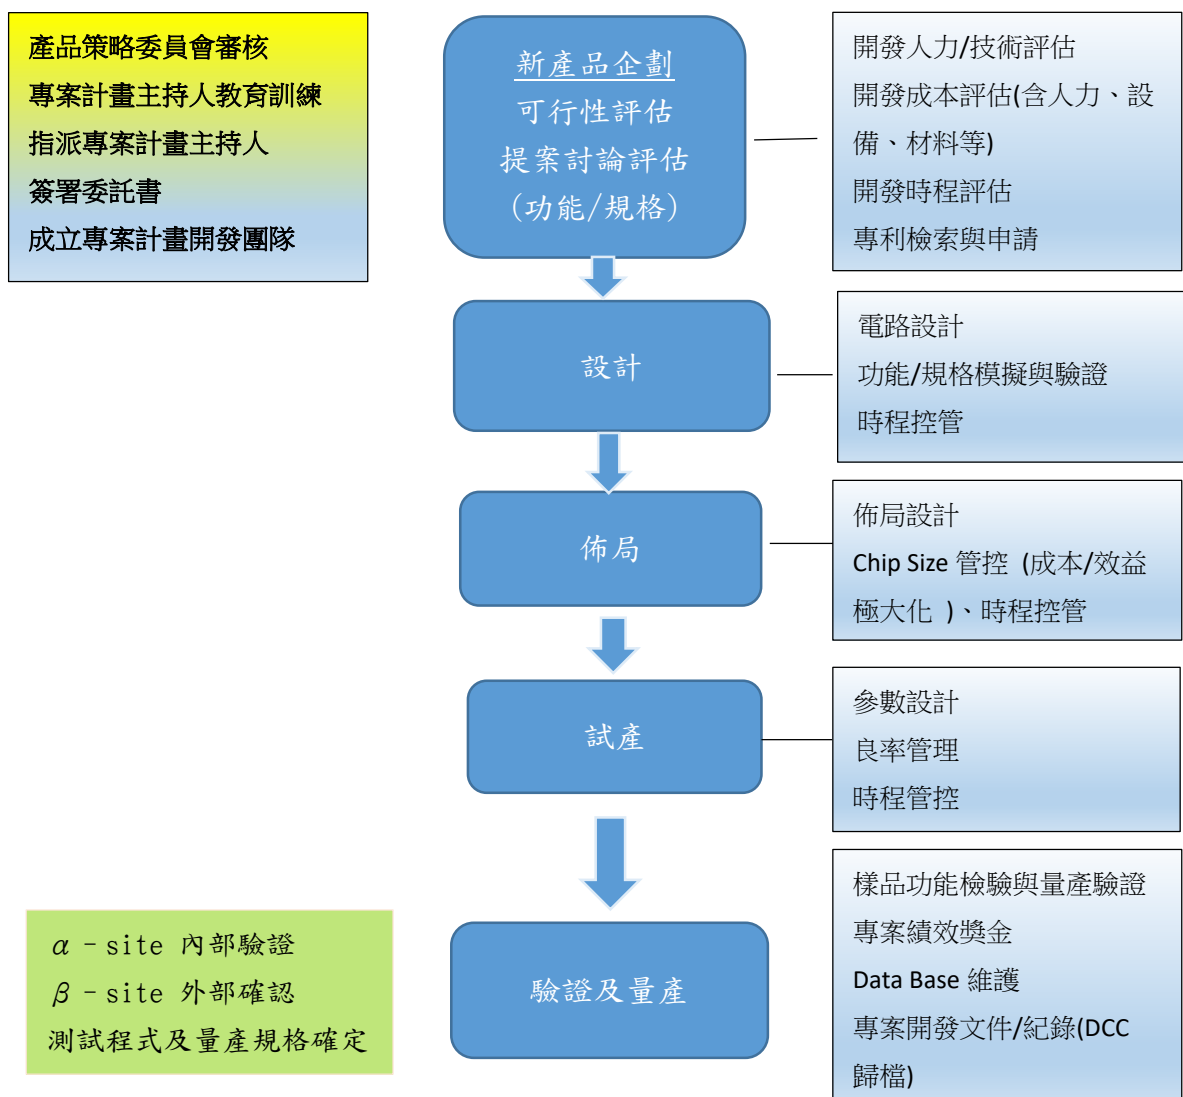 產品策略委員會審核
專案計畫主持人教育訓練
指派專案計畫主持人
簽署委託書
成立專案計畫開發團隊
新產品企劃
可行性評估
提案討論評估
(功能/規格)
開發人力/技術評估
開發成本評估(含人力、設
備、材料等)
開發時程評估
專利檢索與申請
設計
電路設計
功能/規格模擬與驗證
時程控管
佈局
佈局設計
Chip Size 管控 (成本/效益
極大化 )、時程控管
試產
參數設計
良率管理
時程管控
α-site 內部驗證
β-site 外部確認
測試程式及量產規格確定
驗證及量產
樣品功能檢驗與量產驗證
專案績效獎金
Data Base 維護
專案開發文件/紀錄(DCC
歸檔)